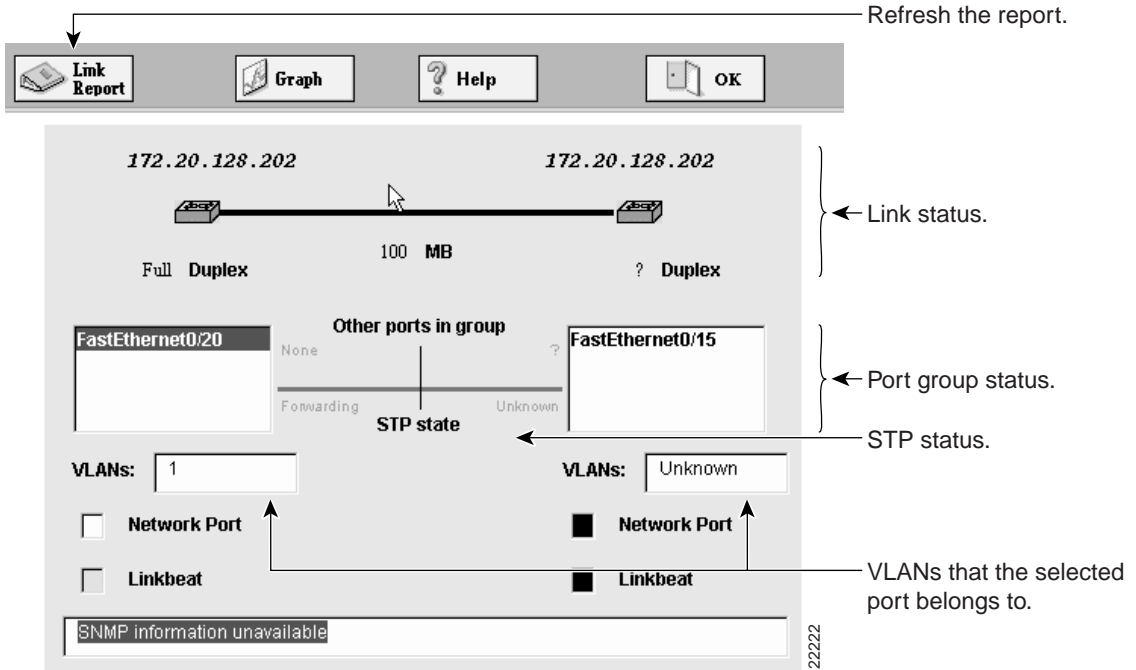 Refresh the report.
Link
Report
Graph
Help
OK
172.20.128.202
172.20.128.202
Link status.
100 MB
Full Duplex
? Duplex
FastEthernet0/20
Other ports in group
FastEthernet0/15
None
?
Port group status.
Forwarding
Unknown
STP state
STP status.
VLANs:
1
VLANs:
Unknown
Network Port
Network Port
Linkbeat
Linkbeat
VLANs that the selected
port belongs to.
SNMP information unavailable
22222